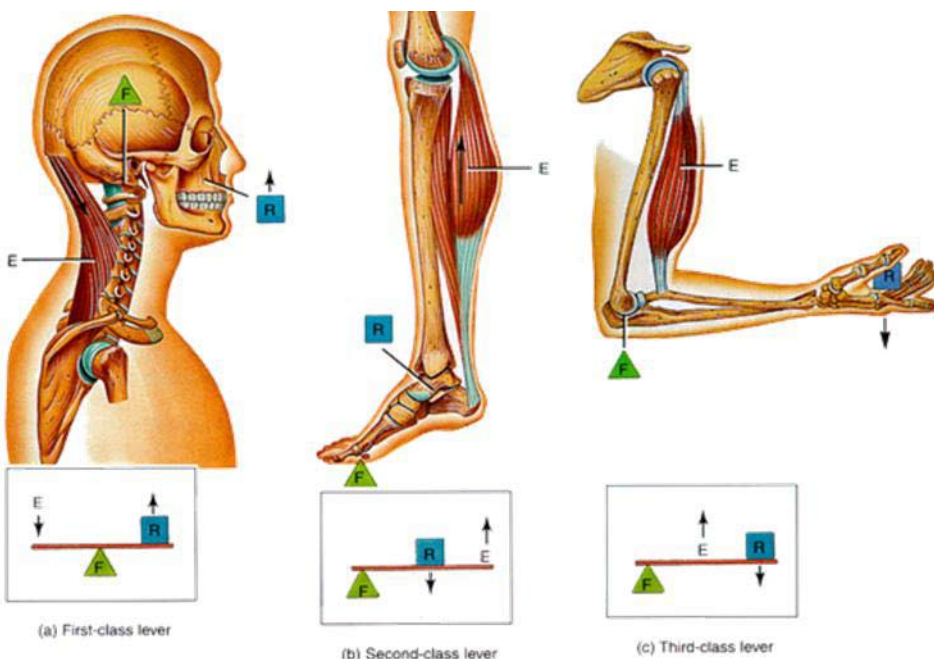 F
R
E
E
R
F
E
R
F
E
R
F
(a) First-class lever
E
R
F
(b) Second-class lever
E
R
F
(c) Third-class lever